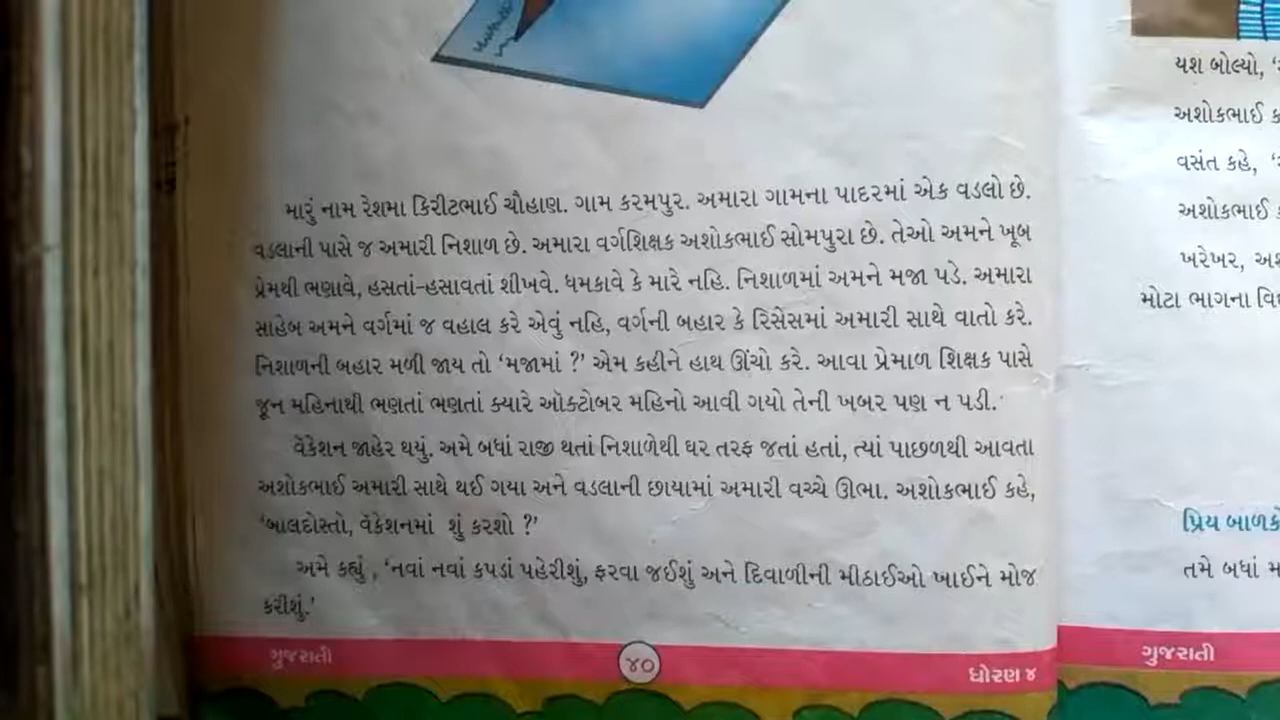 મારું નામ રેશમા કિરીટભાઈ ચૌહાણ. ગામ કરમપુર. અમારા ગામના પાદરમાં એક વડલો છે.
વડલાની પાસે જ અમારી નિશાળ છે. અમારા વર્ગશિક્ષક અશોકભાઈ સોમપુરા છે. તેઓ અમને ખૂબ
પ્રેમથી ભણાવે, હસતાં-હસાવતાં શીખવે. ધમકાવે કે મારે નહિ. નિશાળમાં અમને મજા પડે. અમારા
સાહેબ અમને વર્ગમાં જ વહાલ કરે એવું નહિ, વર્ગની બહાર કે રિસેસમાં અમારી સાથે વાતો કરે.
નિશાળની બહાર મળી જાય તો ‘મજામાં ?’ એમ કહીને હાથ ઊંચો કરે. આવા પ્રેમાળ શિક્ષક પાસે
જૂન મહિનાથી ભણતાં ભણતાં ક્યારે ઑક્ટોબર મહિનો આવી ગયો તેની ખબર પણ ન પડી.
વૅકેશન જાહેર થયું. અમે બધાં રાજી થતાં નિશાળેથી ઘર તરફ જતાં હતાં, ત્યાં પાછળથી આવતા
અશોકભાઈ અમારી સાથે થઈ ગયા અને વડલાની છાયામાં અમારી વચ્ચે ઊભા. અશોકભાઈ કહે,
‘બાલદોસ્તો, વૅકેશનમાં શું કરશો ?’
અમે કહ્યું, ‘નવાં નવાં કપડાં પહેરીશું, ફરવા જઈશું અને દિવાળીની મીઠાઈઓ ખાઈને મોજ
કરીશું.’
ગુજરાતી
૪૦
ધોરણ ૪
યશ બોલ્યો,
અશોકભાઈ
વસંત કહે,
અશોકભાઈ
ખરેખર,
મોટા ભાગના
પ્રિય
તમે બધાં
ગુજરાતી